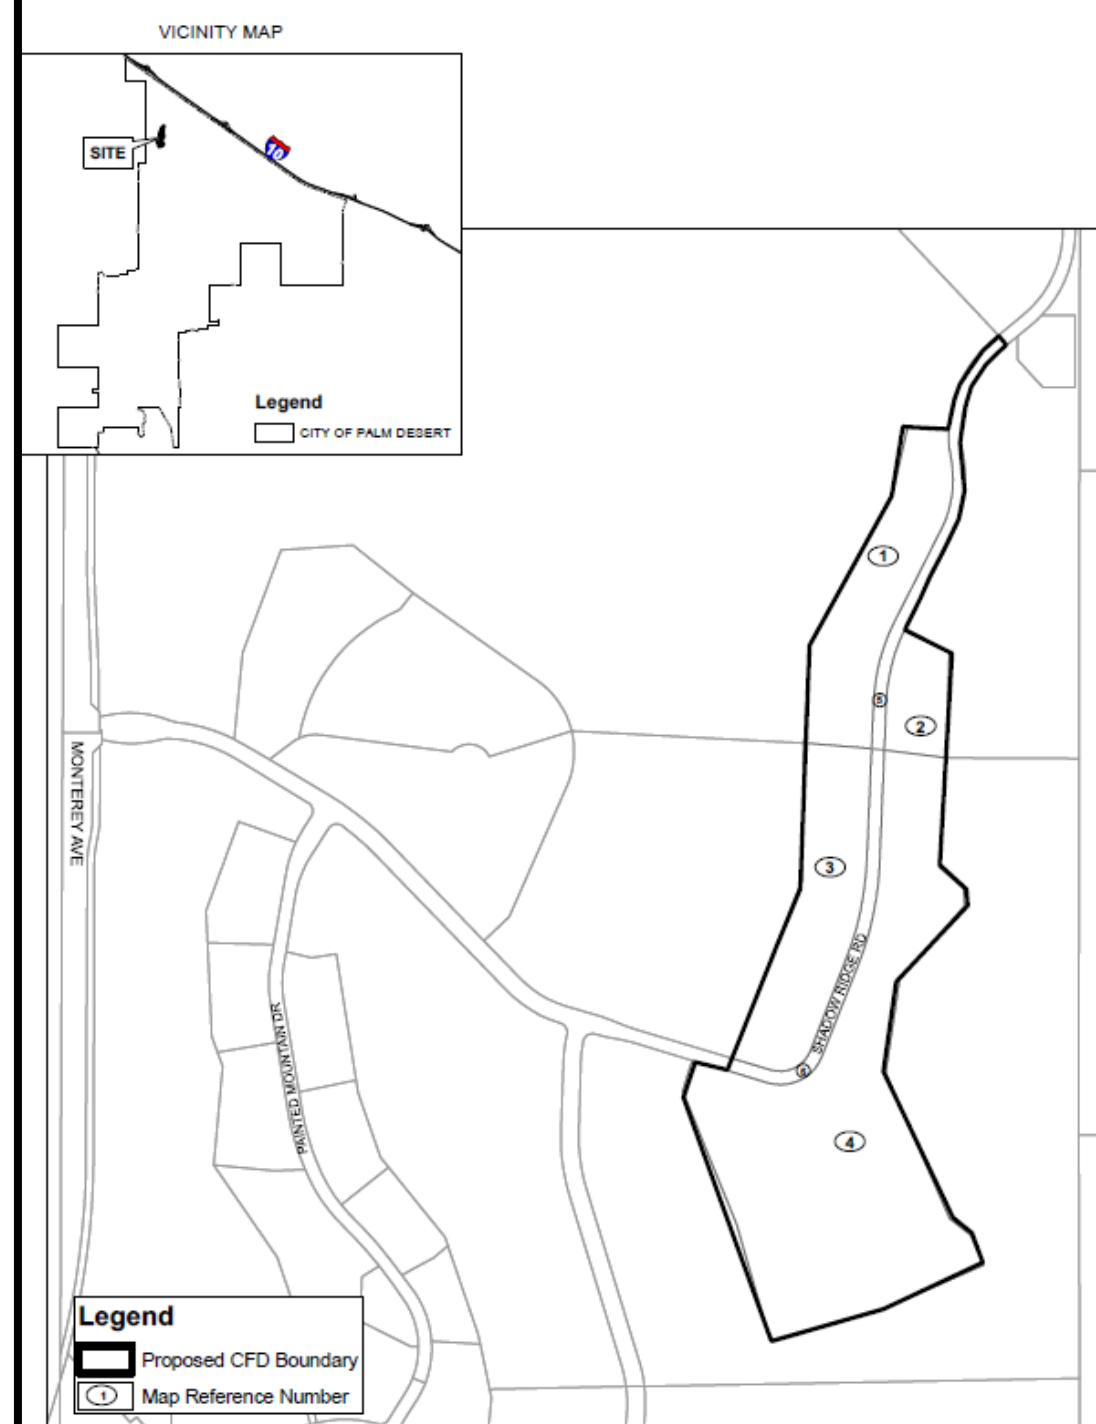 VICINITY MAP
10
SITE
Legend
CITY OF PALM DESERT
1
5
2
MONTEREY AVE
3
SHADOW RIDGE RD
PAINTED MOUNTAIN DR
6
4
Legend
Proposed CFD Boundary
1 Map Reference Number